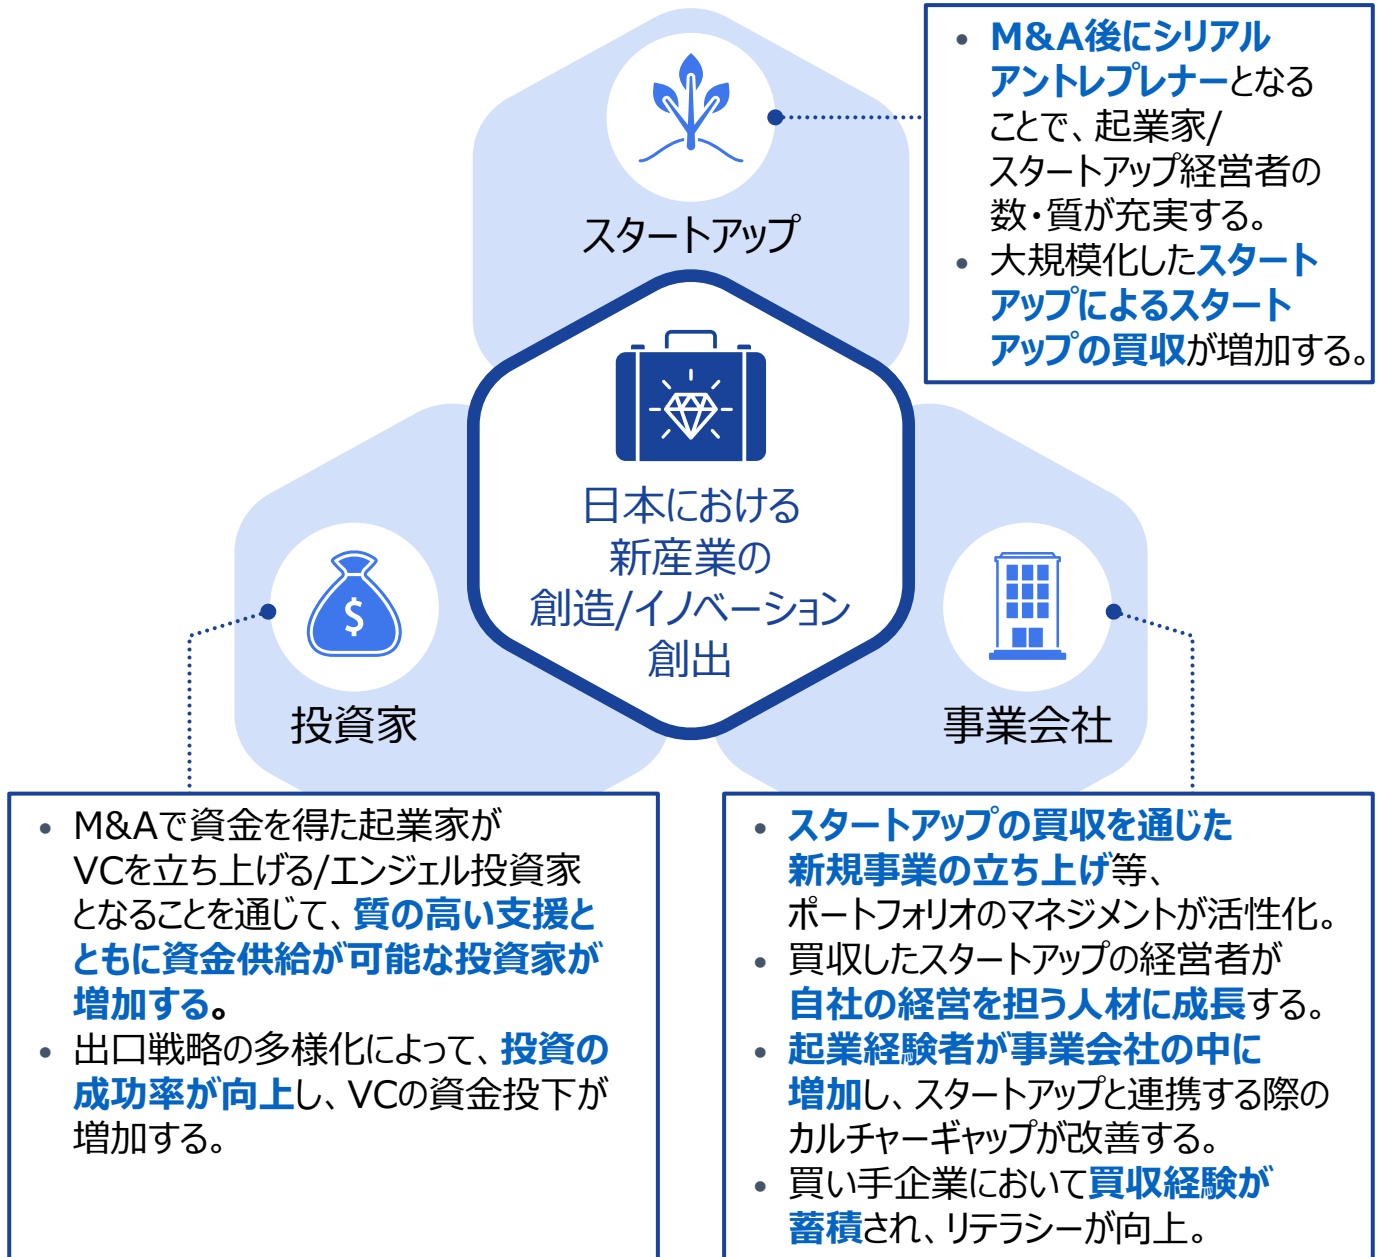 • M&A後にシリアル
アントレプレナーとなる
ことで、起業家/
スタートアップ経営者の
数・質が充実する。
• 大規模化したスタート
アップによるスタート
アップの買収が増加する。
スタートアップ
日本における
新産業の
創造/イノベーション
創出
$
投資家
事業会社
• M&Aで資金を得た起業家が
VCを立ち上げる/エンジェル投資家
となることを通じて、質の高い支援と
ともに資金供給が可能な投資家が
増加する。
• 出口戦略の多様化によって、投資の
成功率が向上し、VCの資金投下が
増加する。
• スタートアップの買収を通じた
新規事業の立ち上げ等、
ポートフォリオのマネジメントが活性化。
• 買収したスタートアップの経営者が
自社の経営を担う人材に成長する。
• 起業経験者が事業会社の中に
増加し、スタートアップと連携する際の
カルチャーギャップが改善する。
• 買い手企業において買収経験が
蓄積され、リテラシーが向上。